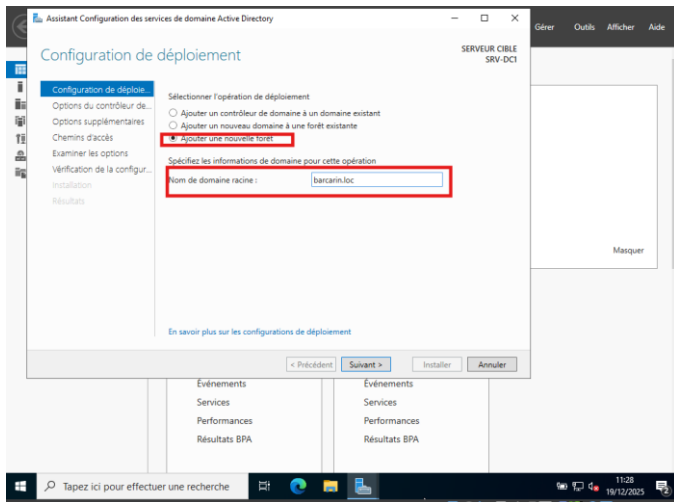 Assistant Configuration des services de domaine Active Directory
Gérer Outils Afficher Aide
Configuration de déploiement
SERVEUR CIBLE
SRV-DC1
Configuration de déploie...
Options du contrôleur de...
Options supplémentaires
Chemins d'accès
Examiner les options
Vérification de la configur...
Installation
Résultats
Sélectionner l'opération de déploiement
Ajouter un contrôleur de domaine à un domaine existant
Ajouter un nouveau domaine à une forêt existante
Ajouter une nouvelle forêt
Spécifiez les informations de domaine pour cette opération
Nom de domaine racine :
barcarin.loc
Masquer
En savoir plus sur les configurations de déploiement
< Précédent
Suivant >
Installer
Annuler
Événements
Services
Performances
Résultats BPA
Événements
Services
Performances
Résultats BPA
Tapez ici pour effectuer une recherche
11:28
19/12/2025
2